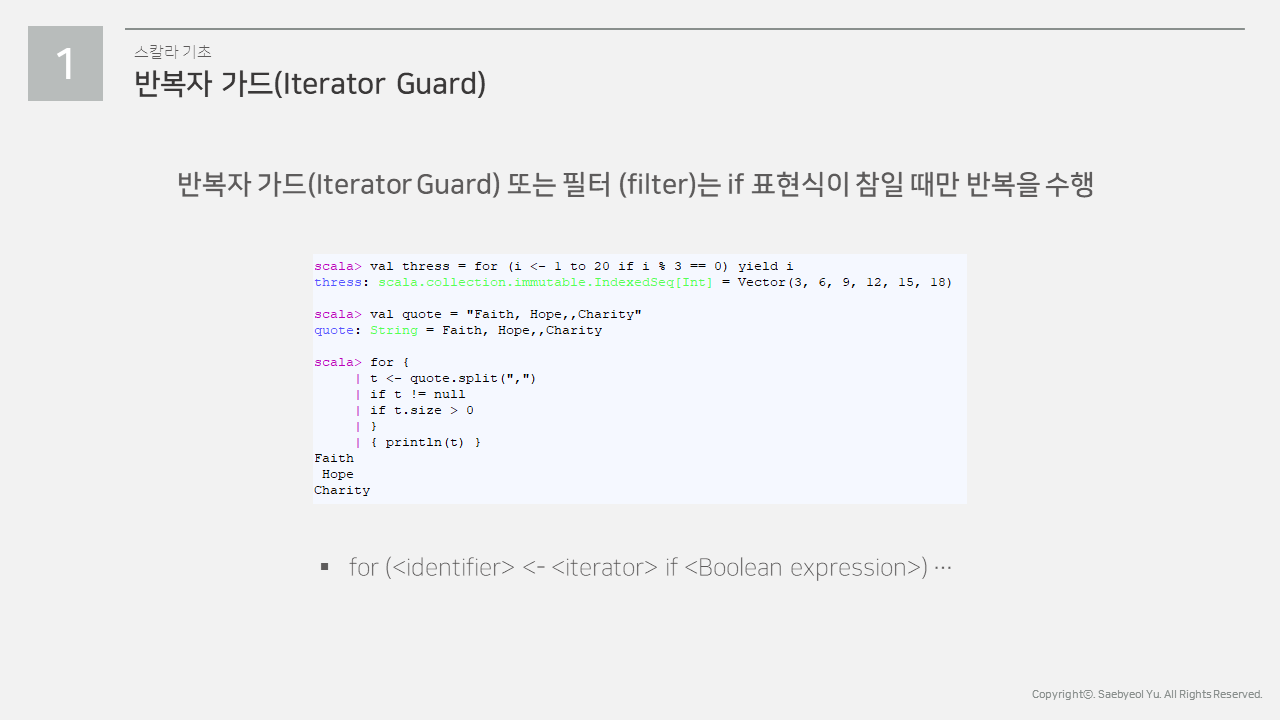 1
스칼라 기초
반복자 가드(Iterator Guard)
반복자 가드(Iterator Guard) 또는 필터 (filter)는 if 표현식이 참일 때만 반복을 수행
scala> val thress = for (i <- 1 to 20 if i % 3 == 0) yield i
thress: scala.collection.immutable.IndexedSeq[Int] = Vector(3, 6, 9, 12, 15, 18)
scala> val quote = "Faith, Hope,,Charity"
quote: String = Faith, Hope,,Charity
scala> for {
     | t <- quote.split(",")
     | if t != null
     | if t.size > 0
     | }
     | { println(t) }
Faith
 Hope
Charity
▪ for (<identifier> <- <iterator> if <Boolean expression>) ···
Copyrightⓒ. Saebyeol Yu. All Rights Reserved.